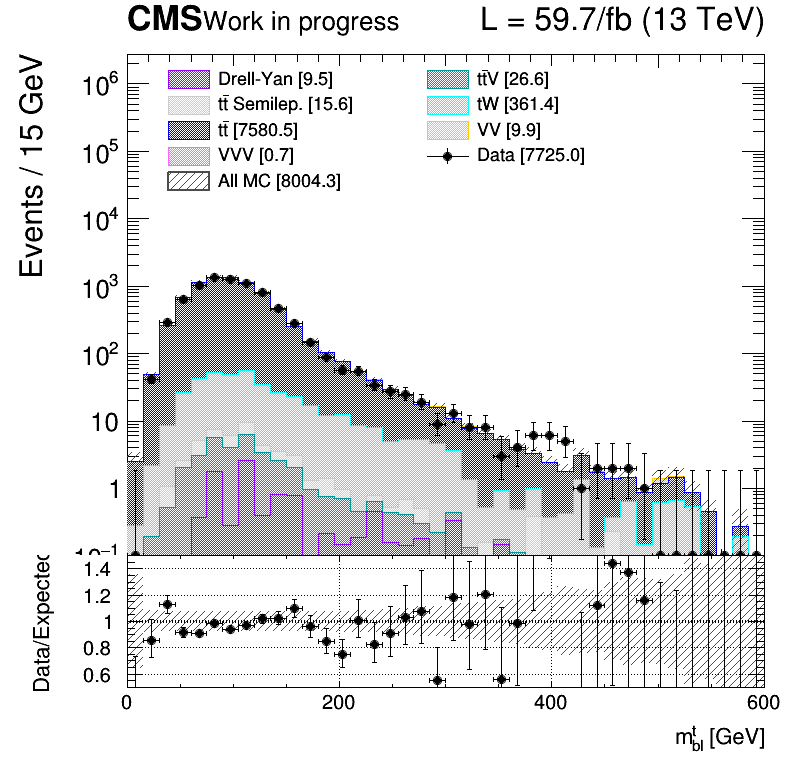 CMS Work in progress L = 59.7/fb (13 TeV)
Events / 15 GeV
Drell-Yan [9.5] tt̄V [26.6]
tt̄ Semilep. [15.6] tW [361.4]
tt̄ [7580.5] VV [9.9]
VVV [0.7] Data [7725.0]
All MC [8004.3]
10⁶
10⁵
10⁴
10³
10²
10
1
10⁻¹
Data/Expected
1.4
1.2
1
0.8
0.6
0 200 400 600
mᵗbl [GeV]